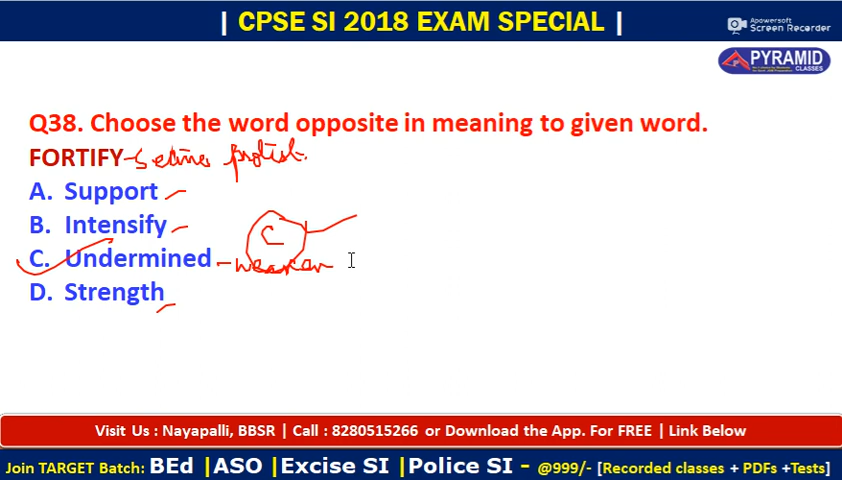 | CPSE SI 2018 EXAM SPECIAL |
Apowersoft
Screen Recorder
PYRAMID
CLASSES
Q38. Choose the word opposite in meaning to given word.
FORTIFY-
A. Support
B. Intensify
C
C. Undermined - weaken
D. Strength
Visit Us : Nayapalli, BBSR | Call : 8280515266 or Download the App. For FREE | Link Below
Join TARGET Batch: BEd |ASO |Excise SI |Police SI - @999/- [Recorded classes + PDFs +Tests]